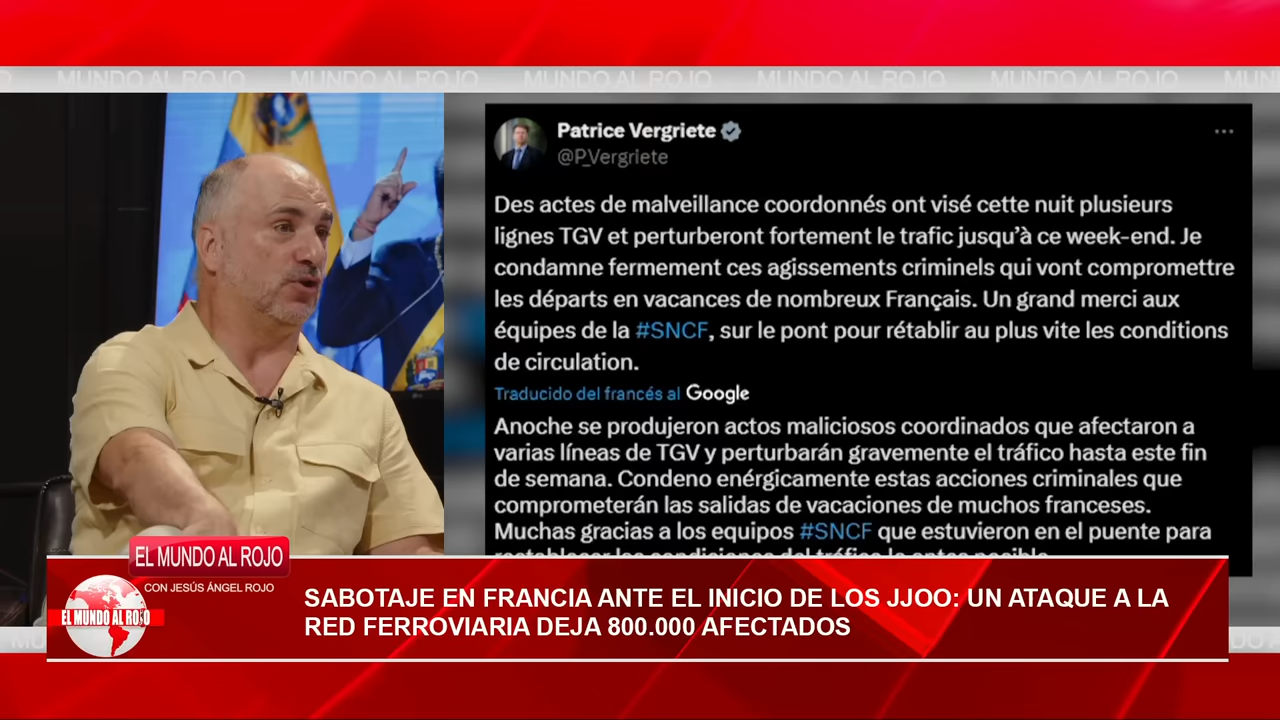 MUNDO AL ROJO MUNDO AL ROJO MUNDO AL ROJO MUNDO AL ROJO MUNDO AL ROJO
Patrice Vergriete
@P_Vergriete
Des actes de malveillance coordonnés ont visé cette nuit plusieurs
lignes TGV et perturberont fortement le trafic jusqu’à ce week-end. Je
condamne fermement ces agissements criminels qui vont compromettre
les départs en vacances de nombreux Français. Un grand merci aux
équipes de la #SNCF, sur le pont pour rétablir au plus vite les conditions
de circulation.
Traducido del francés al Google
Anoche se produjeron actos maliciosos coordinados que afectaron a
varias líneas de TGV y perturbarán gravemente el tráfico hasta este fin
de semana. Condeno enérgicamente estas acciones criminales que
comprometerán las salidas de vacaciones de muchos franceses.
Muchas gracias a los equipos #SNCF que estuvieron en el puente para
restablecer las condiciones del tráfico lo antes posible.
EL MUNDO AL ROJO
CON JESÚS ÁNGEL ROJO
EL MUNDO AL ROJO
SABOTAJE EN FRANCIA ANTE EL INICIO DE LOS JJOO: UN ATAQUE A LA
RED FERROVIARIA DEJA 800.000 AFECTADOS